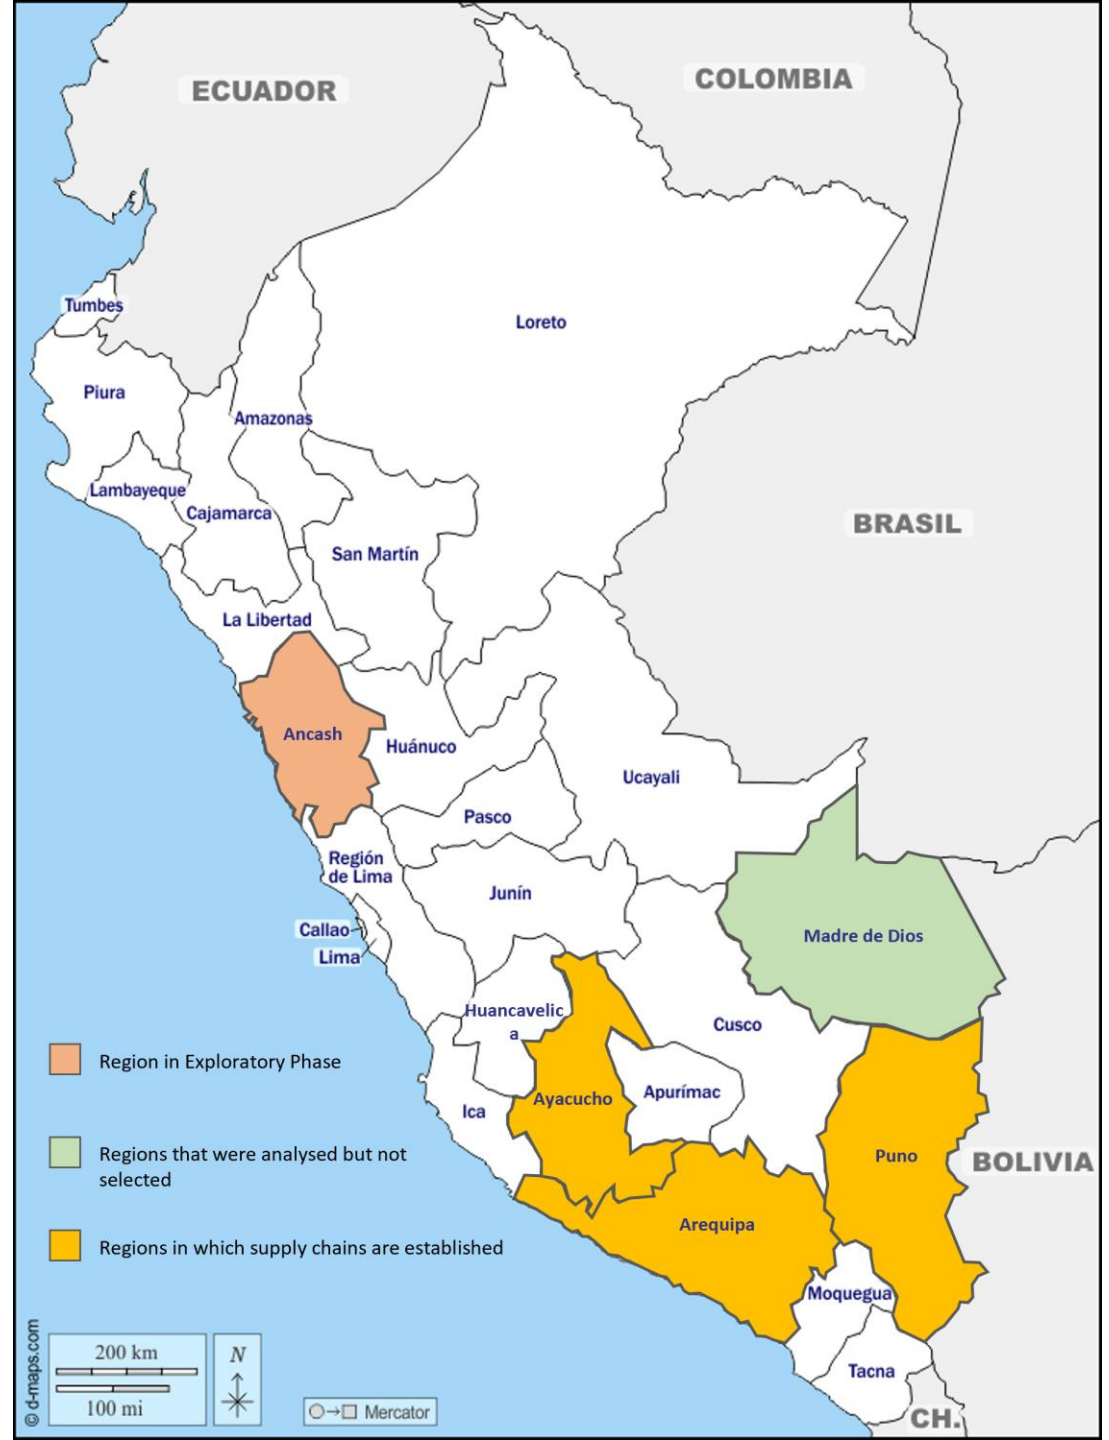 ECUADOR
COLOMBIA
Tumbes
Loreto
Piura
Amazonas
Lambayeque
Cajamarca
BRASIL
San Martín
La Libertad
Ancash
Huánuco
Ucayali
Pasco
Región
de Lima
Junín
Callao
Lima
Madre de Dios
Huancavelic
a
Cusco
Region in Exploratory Phase
Ayacucho
Apurímac
Ica
Regions that were analysed but not
selected
Puno
BOLIVIA
Arequipa
Regions in which supply chains are established
Moquegua
Tacna
CH.
200 km
100 mi
N
Mercator
© d-maps.com